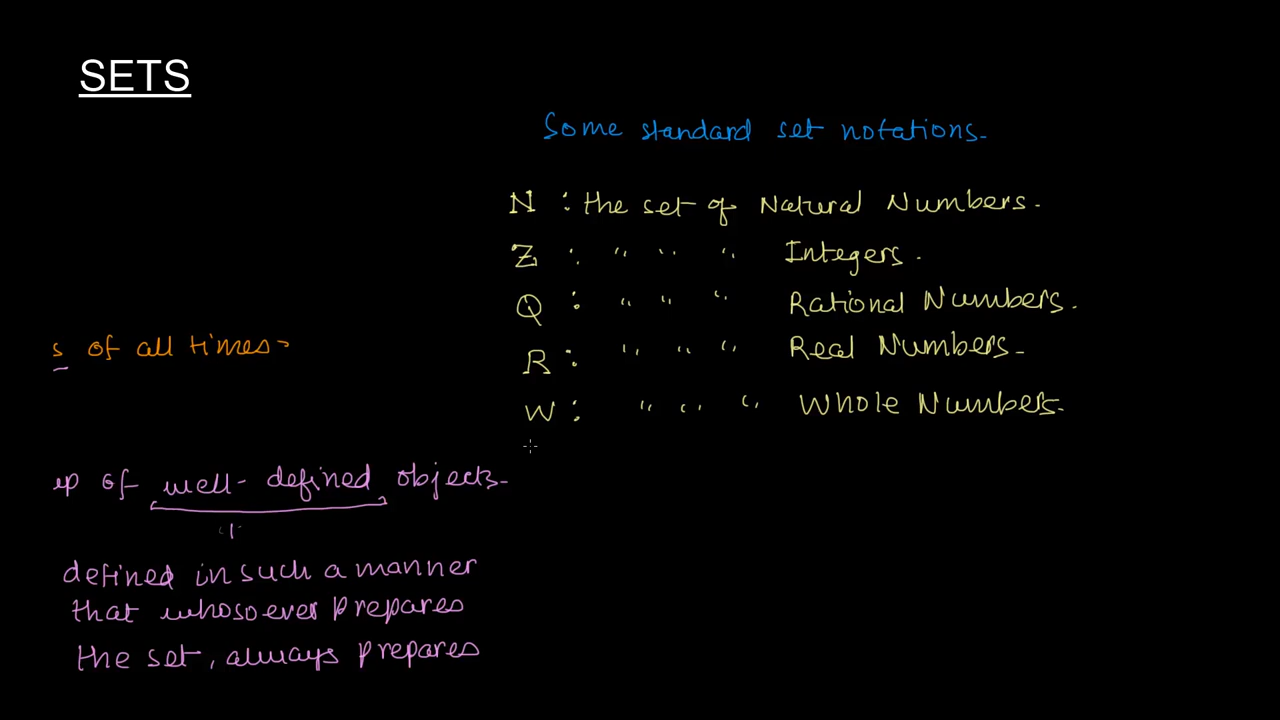 SETS
Some standard set notations.
N : the set of Natural Numbers.
Z : " " " Integers.
Q : " " " Rational Numbers.
R : " " " Real Numbers.
W : " " " Whole Numbers.
s of all times-
up of well-defined objects-
defined in such a manner
that whosoever prepares
the set, always prepares